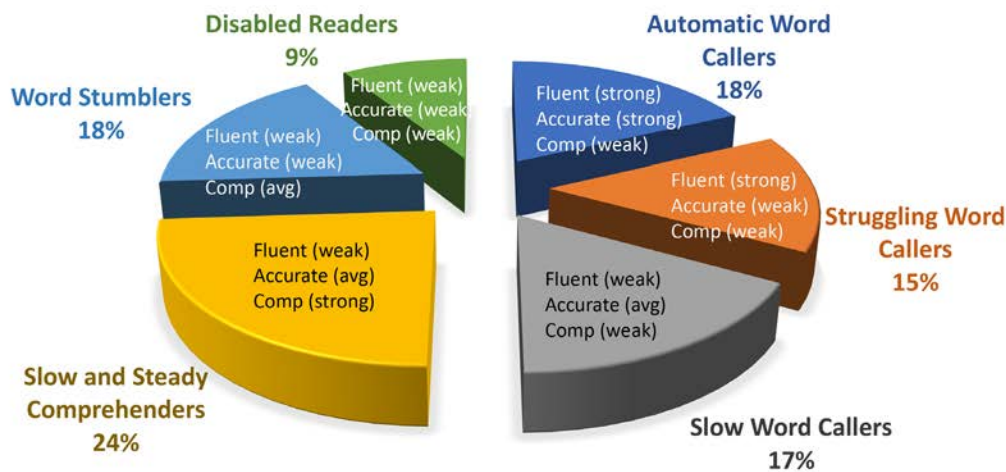 Disabled Readers
9%
Fluent (weak)
Accurate (weak)
Comp (weak)
Automatic Word
Callers
18%
Fluent (strong)
Accurate (strong)
Comp (weak)
Word Stumblers
18%
Fluent (weak)
Accurate (weak)
Comp (avg)
Fluent (strong)
Accurate (weak)
Comp (weak)
Struggling Word
Callers
15%
Fluent (weak)
Accurate (avg)
Comp (strong)
Slow and Steady
Comprehenders
24%
Fluent (weak)
Accurate (avg)
Comp (weak)
Slow Word Callers
17%